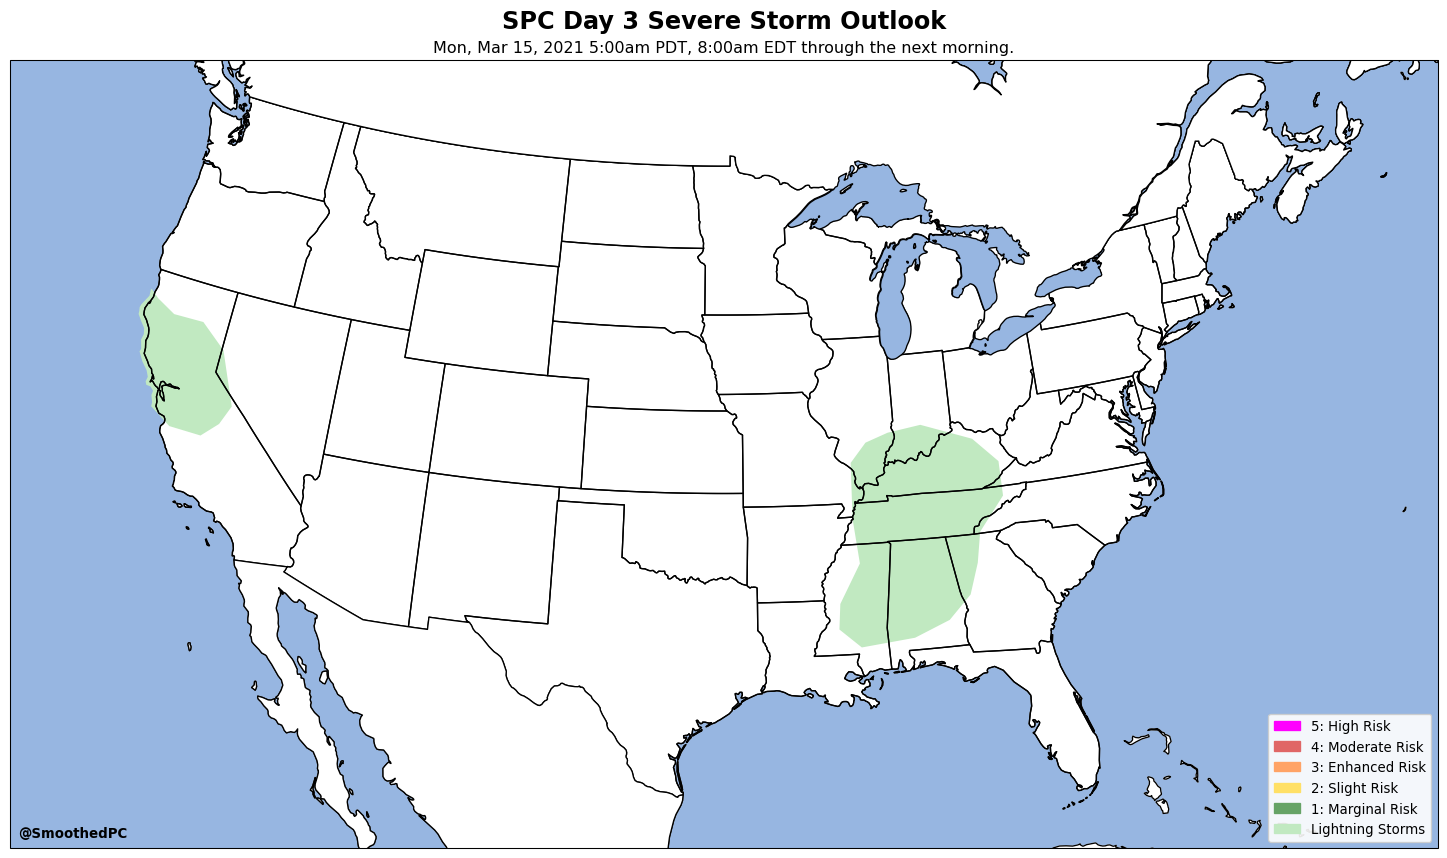 SPC Day 3 Severe Storm Outlook
Mon, Mar 15, 2021 5:00am PDT, 8:00am EDT through the next morning.
5: High Risk
4: Moderate Risk
3: Enhanced Risk
2: Slight Risk
1: Marginal Risk
Lightning Storms
@SmoothedPC